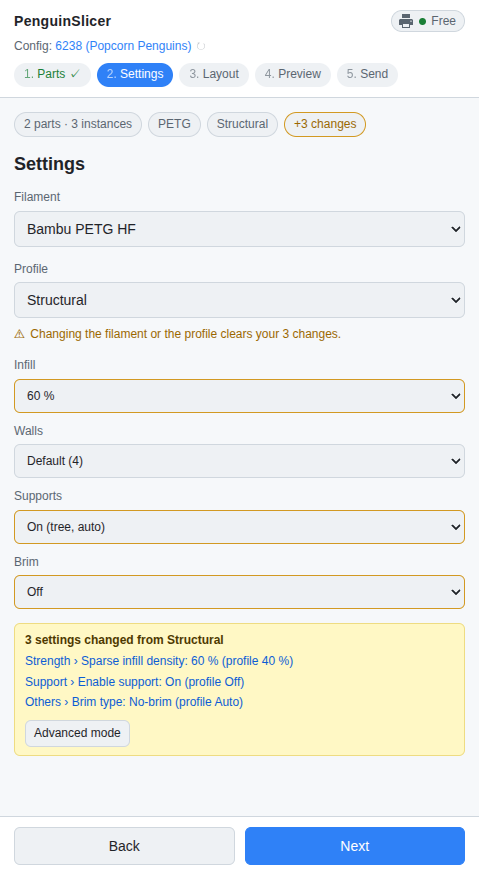 PenguinSlicer
Free
Config: 6238 (Popcorn Penguins)
1. Parts ✓
2. Settings
3. Layout
4. Preview
5. Send
2 parts · 3 instances
PETG
Structural
+3 changes
Settings
Filament
Bambu PETG HF
Profile
Structural
⚠ Changing the filament or the profile clears your 3 changes.
Infill
60 %
Walls
Default (4)
Supports
On (tree, auto)
Brim
Off
3 settings changed from Structural
Strength › Sparse infill density: 60 % (profile 40 %)
Support › Enable support: On (profile Off)
Others › Brim type: No-brim (profile Auto)
Advanced mode
Back
Next